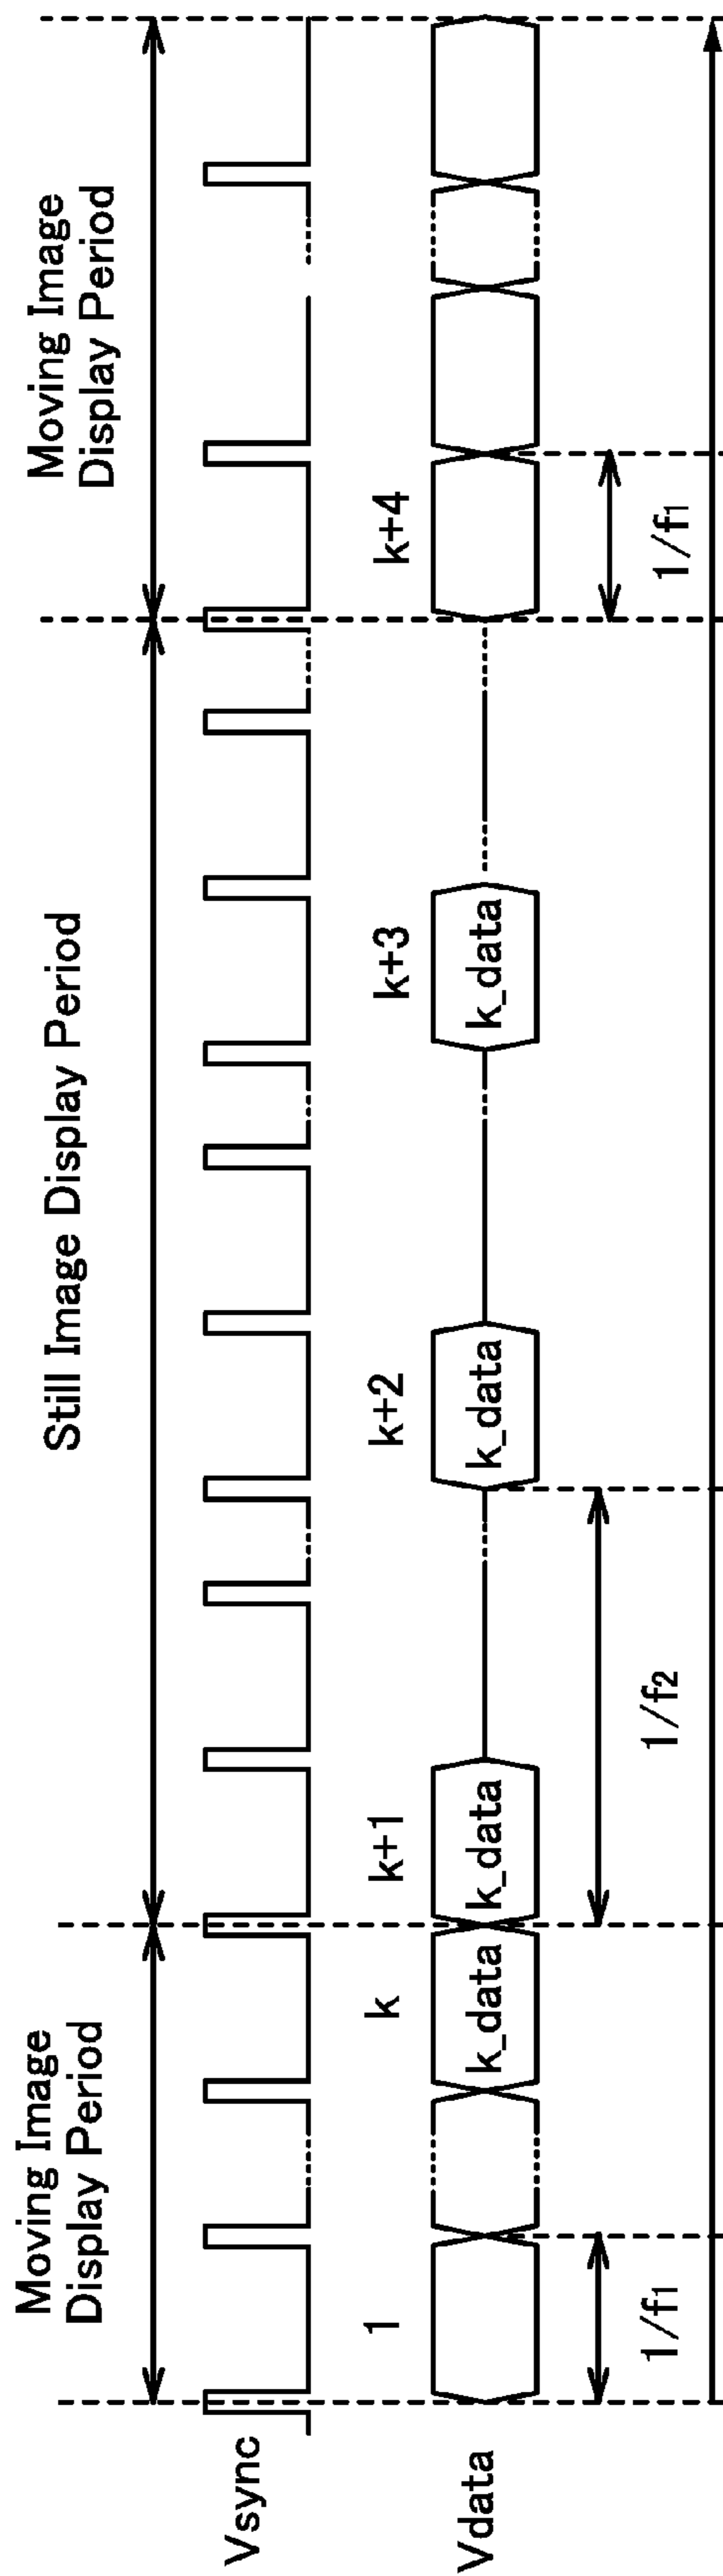 Moving Image
Display Period
Still Image Display Period
Moving Image
Display Period
Vsync
1
k
k+1
k+2
k+3
k+4
Vdata
k_data
k_data
k_data
k_data
1/f1
1/f2
1/f1